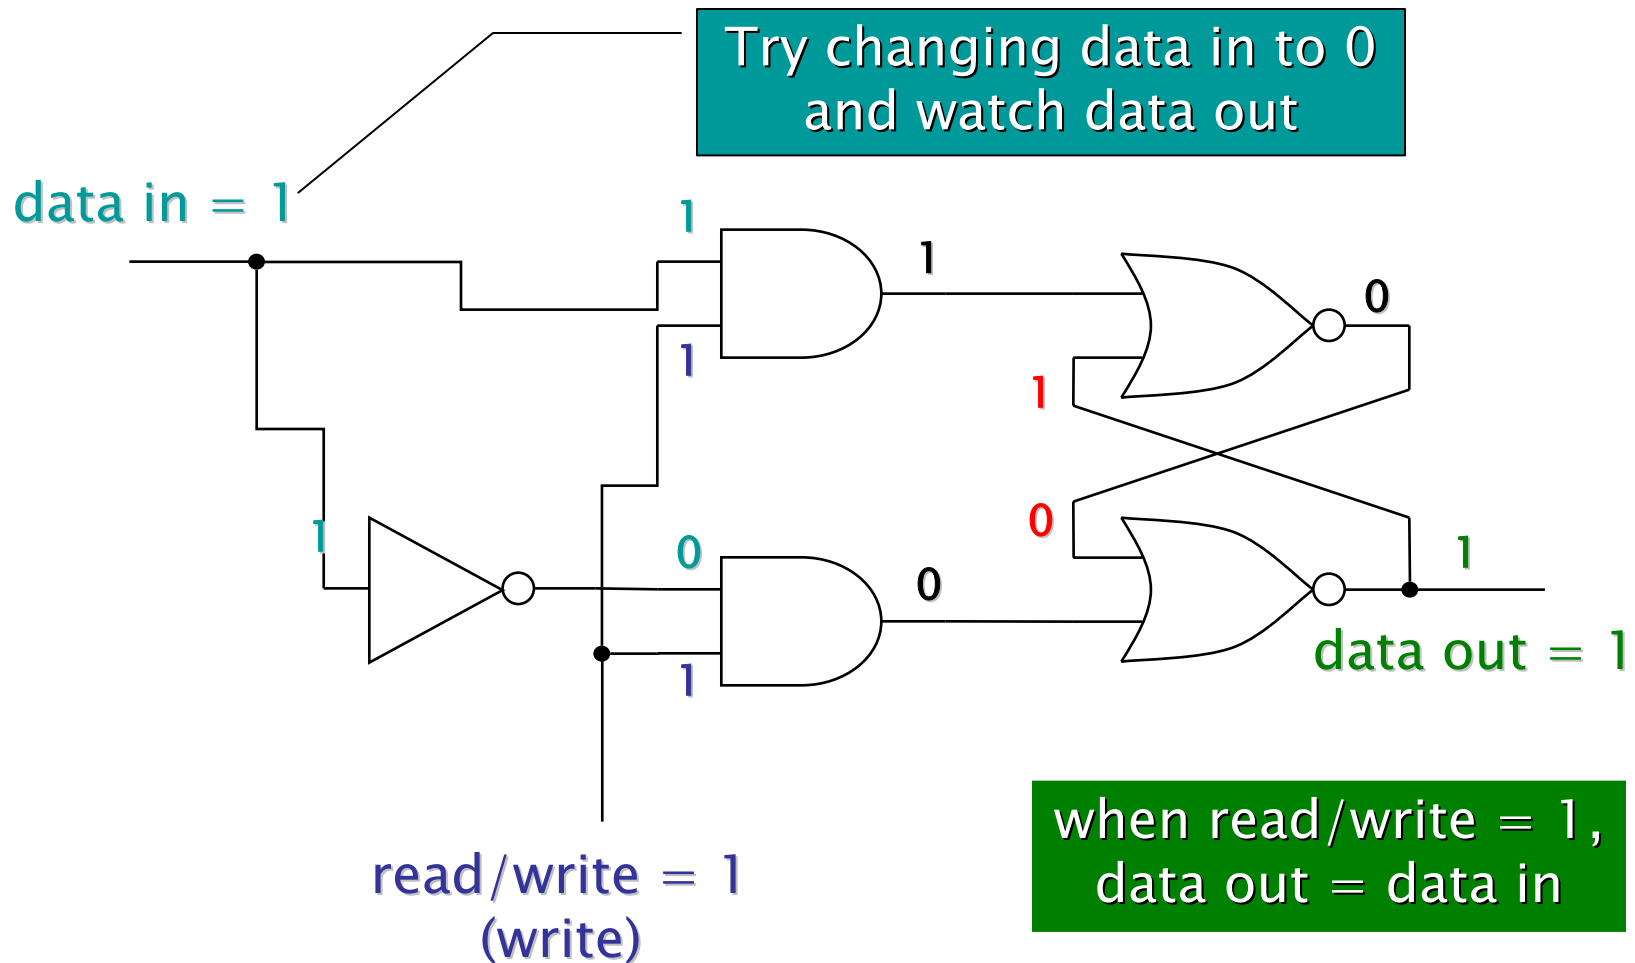 Try changing data in to 0
and watch data out
data in = 1
1
1
0
1
1
0
1
0
1
0
1
data out = 1
1
when read/write = 1,
data out = data in
read/write = 1
(write)